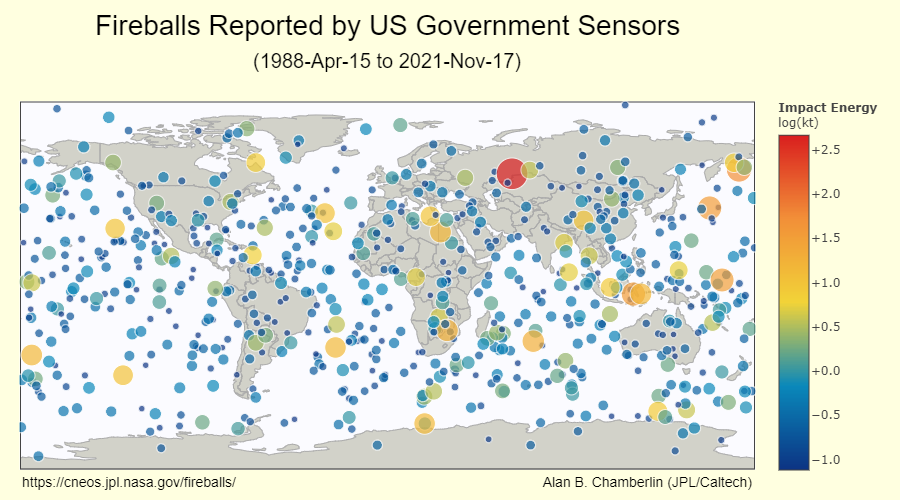 Fireballs Reported by US Government Sensors
(1988-Apr-15 to 2021-Nov-17)
Impact Energy
log(kt)
+2.5
+2.0
+1.5
+1.0
+0.5
+0.0
−0.5
−1.0
https://cneos.jpl.nasa.gov/fireballs/
Alan B. Chamberlin (JPL/Caltech)